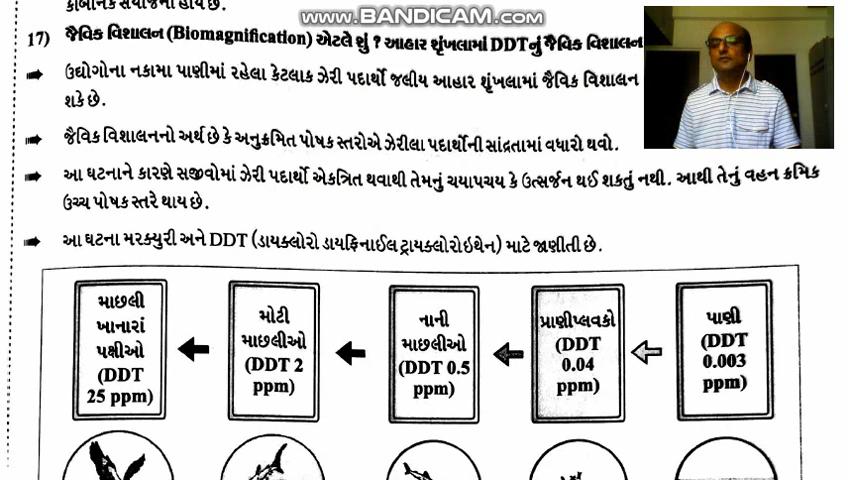 www.BANDICAM.com
17) જૈવિક વિશાલન (Biomagnification) એટલે શું ? આહાર શૃંખલામાં DDTનું જૈવિક વિશાલન
ઉદ્યોગોના નકામા પાણીમાં રહેલા કેટલાક ઝેરી પદાર્થો જલીય આહાર શૃંખલામાં જૈવિક વિશાલન
શકે છે.
જૈવિક વિશાલનનો અર્થ છે કે અનુક્રમિત પોષક સ્તરોએ ઝેરીલા પદાર્થોની સાંદ્રતામાં વધારો થવો.
આ ઘટનાને કારણે સજીવોમાં ઝેરી પદાર્થો એકત્રિત થવાથી તેમનું ચયાપચય કે ઉત્સર્જન થઈ શકતું નથી. આથી તેનું વહન ક્રમિક
ઉચ્ચ પોષક સ્તરે થાય છે.
આ ઘટના મરક્યુરી અને DDT (ડાયક્લોરો ડાયફિનાઈલ ટ્રાયક્લોરોઇથેન) માટે જાણીતી છે.
માછલી
ખાનારાં
પક્ષીઓ
(DDT
25 ppm)
મોટી
માછલીઓ
(DDT 2
ppm)
નાની
માછલીઓ
(DDT 0.5
ppm)
પ્રાણીપ્લવકો
(DDT
0.04
ppm)
પાણી
(DDT
0.003
ppm)